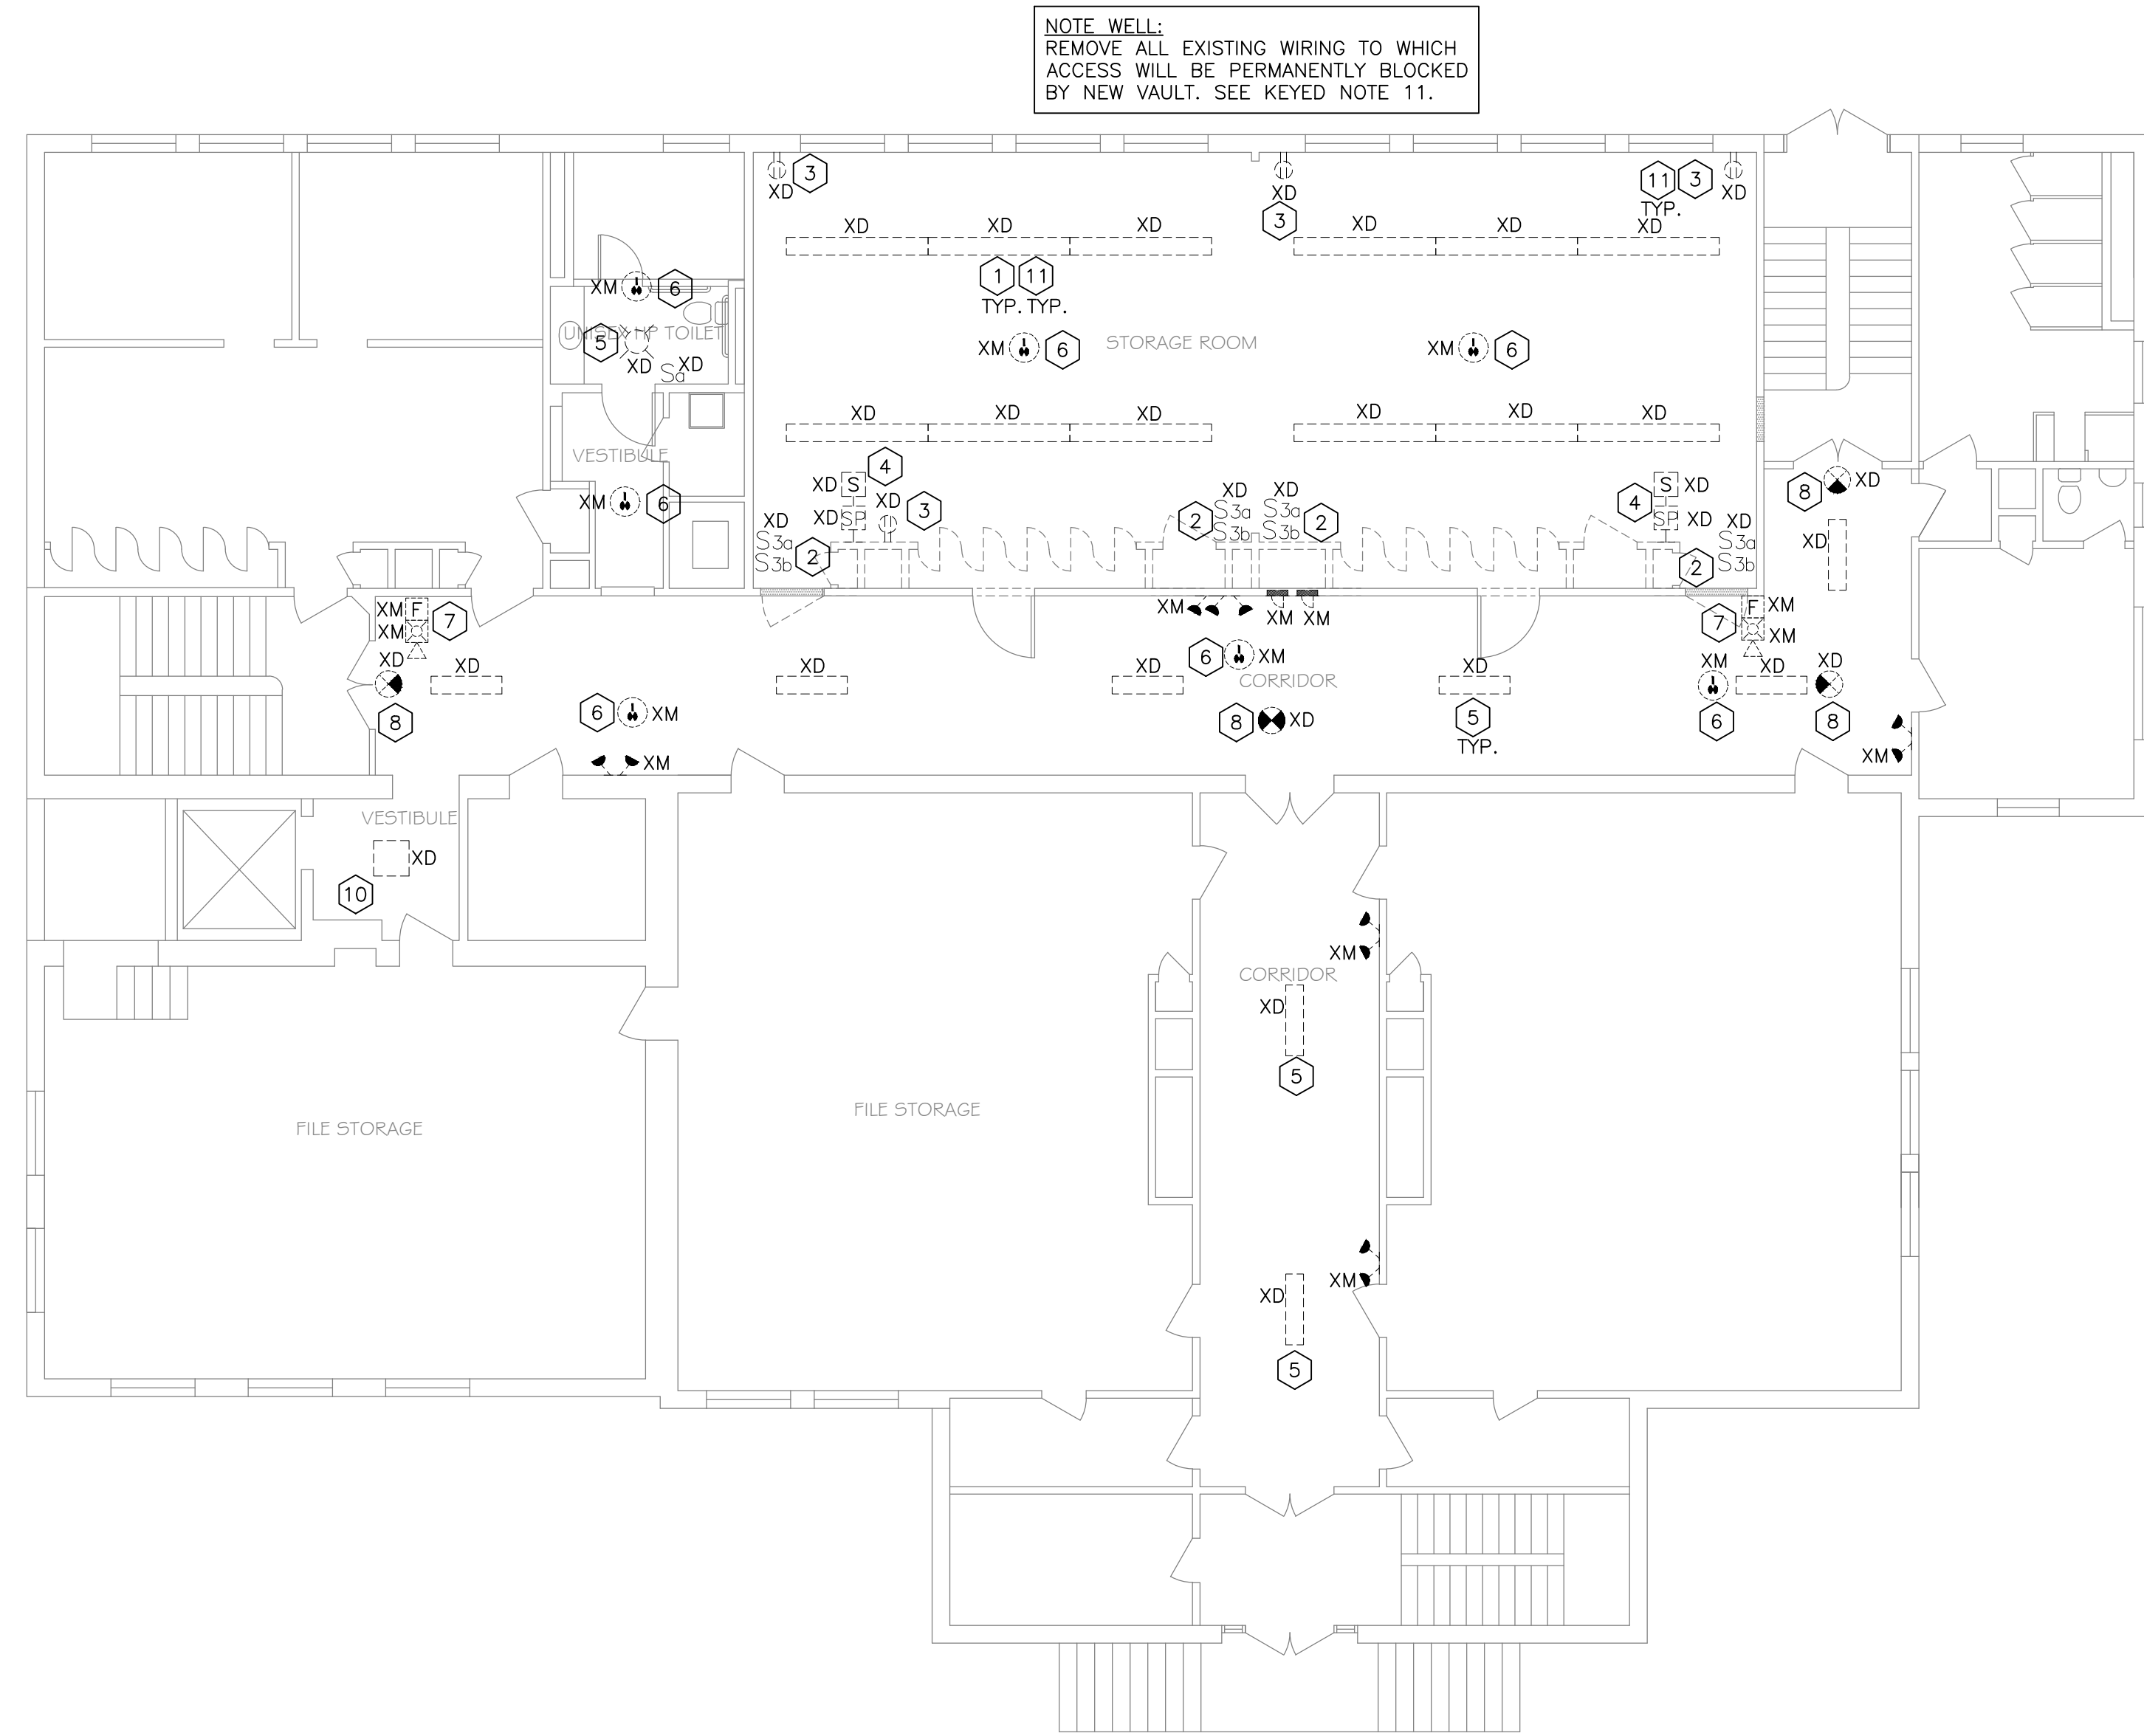 NOTE WELL:
REMOVE ALL EXISTING WIRING TO WHICH
ACCESS WILL BE PERMANENTLY BLOCKED
BY NEW VAULT. SEE KEYED NOTE 11.
3
XD
XD
3
11 3
TYP.
XD
XD XD XD XD XD XD
1 11
TYP. TYP.
XM 6
UNISEX HP TOILET
5
XD XD
Sa
XM 6
STORAGE ROOM
XM 6
XD XD XD XD XD XD
VESTIBULE
XM 6
4
XD S
XD SP
XD
3
XD
S3a
S3b
2
2
XD
S3a
S3b
XD
S3a
S3b
2
4
S XD
SP XD
XD
S3a
S3b
2
8
XD
XD
XM F
XM
7
XM
XM XM
7
F XM
XM
XD
8
XD
XD
XD
XD
5
TYP.
6 XM
CORRIDOR
8 XD
6 XM
XM
XM
6
XD
XD
8
XM
VESTIBULE
XD
10
XM
CORRIDOR
XD
5
FILE STORAGE
FILE STORAGE
XM
XD
5